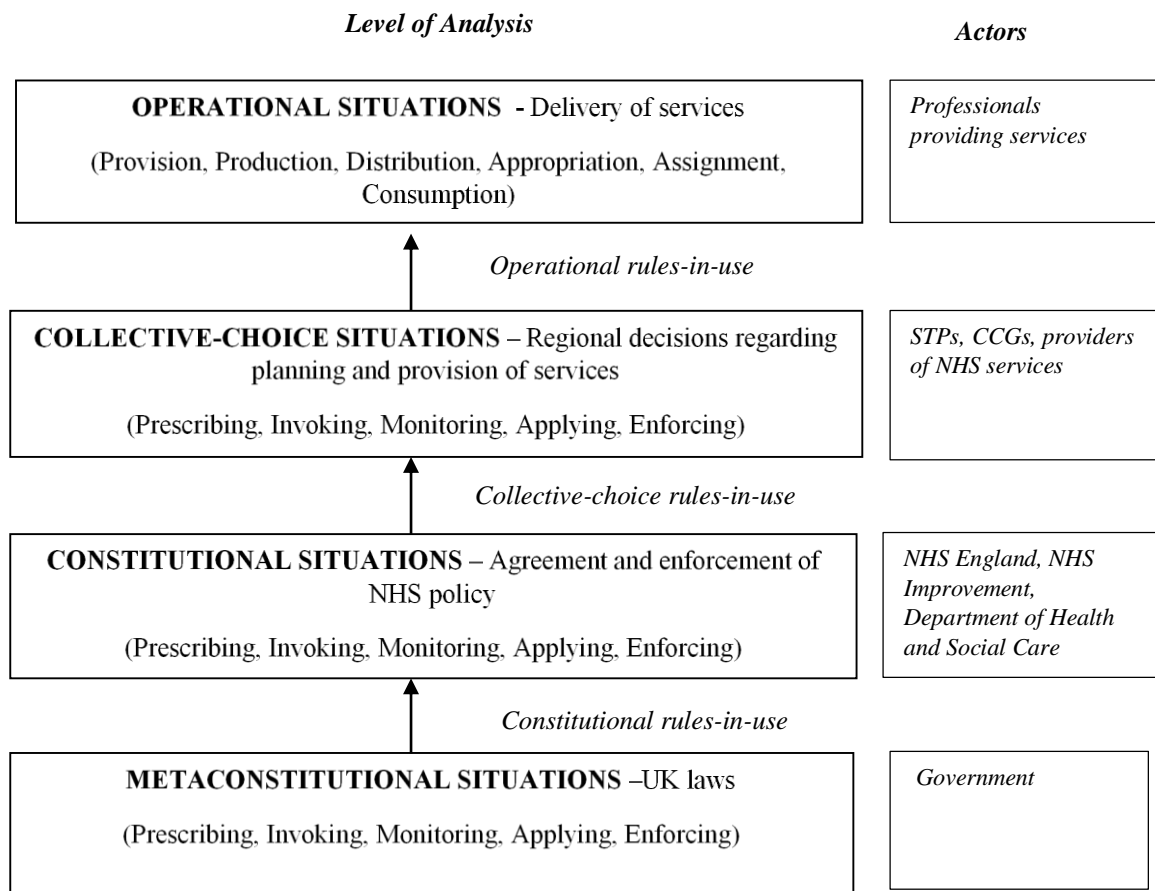 Level of Analysis
Actors
OPERATIONAL SITUATIONS - Delivery of services
(Provision, Production, Distribution, Appropriation, Assignment,
Consumption)
Professionals
providing services
Operational rules-in-use
COLLECTIVE-CHOICE SITUATIONS – Regional decisions regarding
planning and provision of services
(Prescribing, Invoking, Monitoring, Applying, Enforcing)
STPs, CCGs, providers
of NHS services
Collective-choice rules-in-use
CONSTITUTIONAL SITUATIONS – Agreement and enforcement of
NHS policy
(Prescribing, Invoking, Monitoring, Applying, Enforcing)
NHS England, NHS
Improvement,
Department of Health
and Social Care
Constitutional rules-in-use
METACONSTITUTIONAL SITUATIONS –UK laws
(Prescribing, Invoking, Monitoring, Applying, Enforcing)
Government